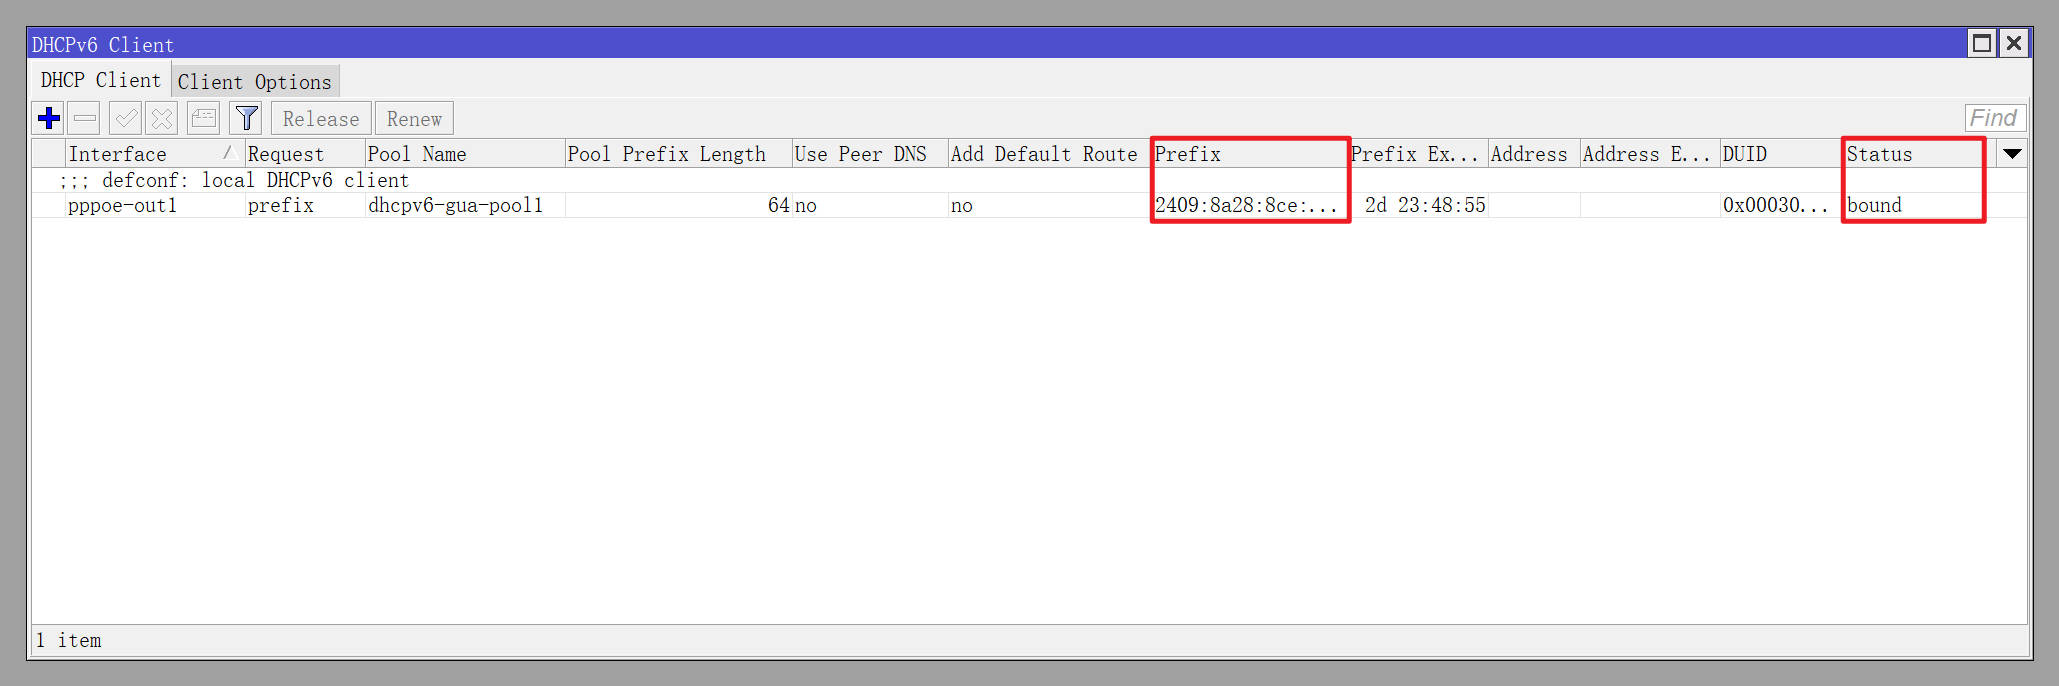 DHCPv6 Client
DHCP Client Client Options
Release Renew Find
Interface Request Pool Name Pool Prefix Length Use Peer DNS Add Default Route Prefix Prefix Ex... Address Address E... DUID Status
;;; defconf: local DHCPv6 client
pppoe-out1 prefix dhcpv6-gua-pool1 64 no no 2409:8a28:8ce:... 2d 23:48:55 0x00030... bound
1 item